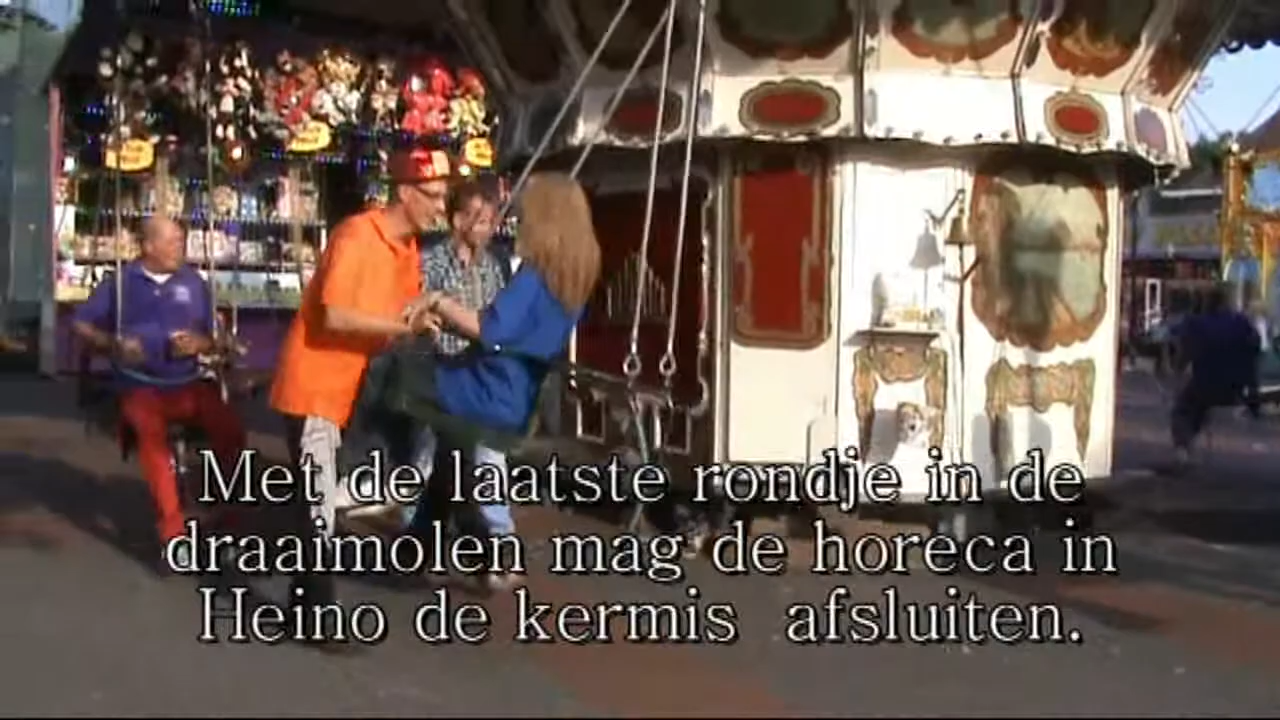 Met de laatste rondje in de
draaimolen mag de horeca in
Heino de kermis afsluiten.